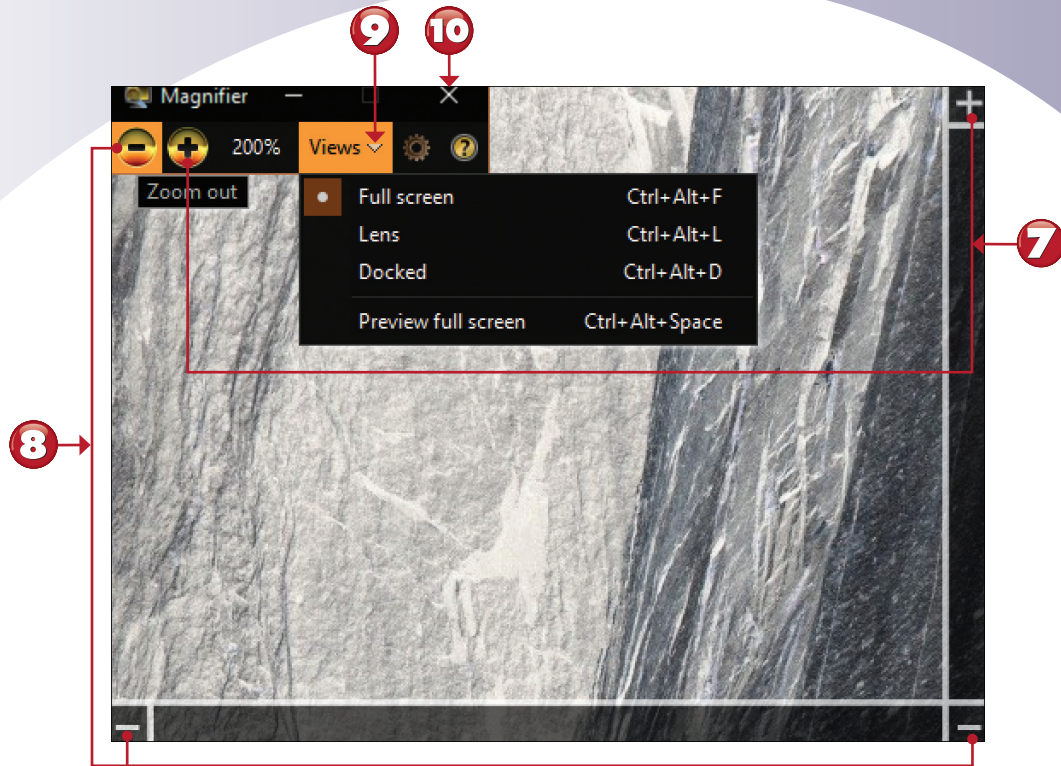 9 10
Magnifier
200% Views ?
Zoom out
Full screen Ctrl+Alt+F
Lens Ctrl+Alt+L
Docked Ctrl+Alt+D
Preview full screen Ctrl+Alt+Space
7
8